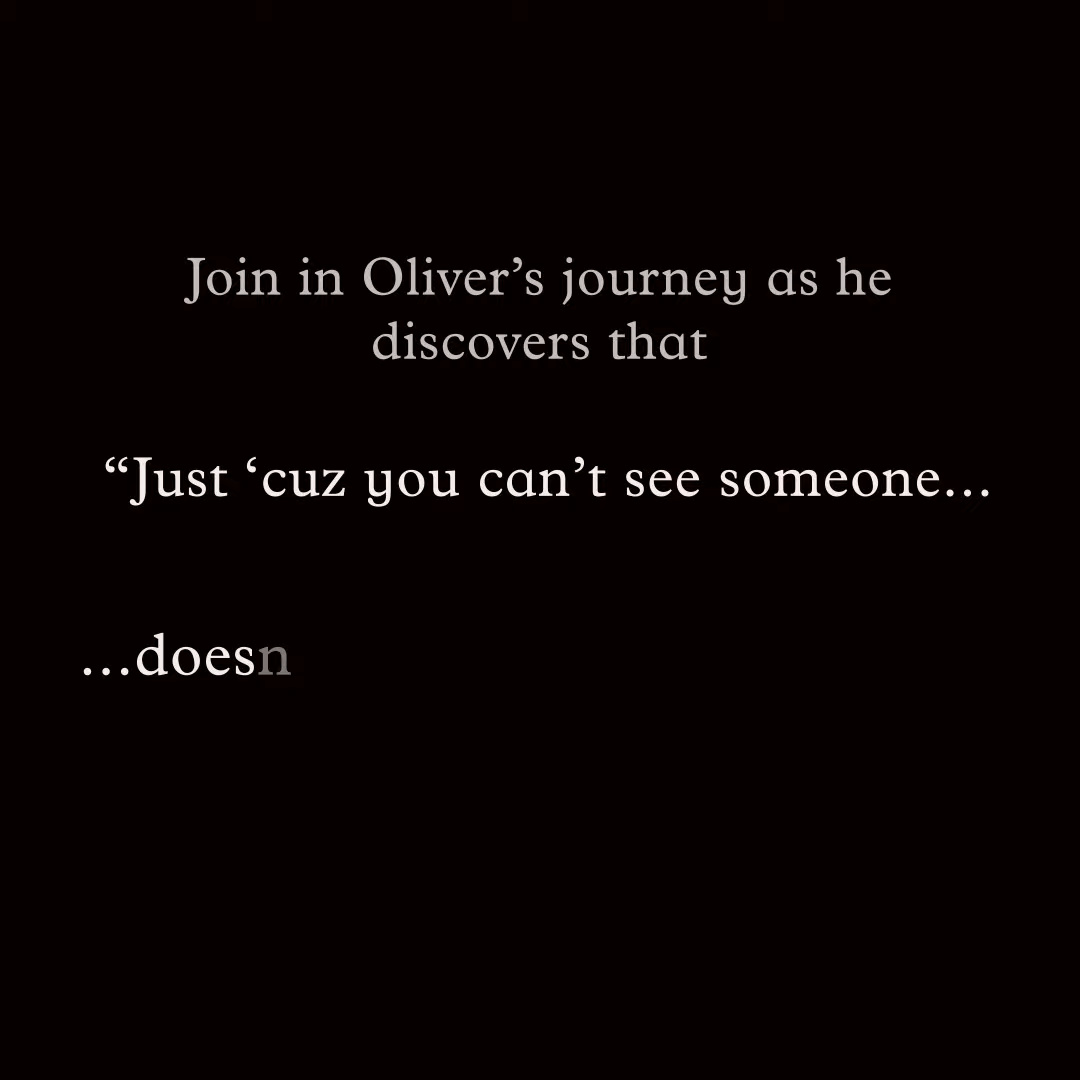 Join in Oliver’s journey as he
discovers that
“Just ‘cuz you can’t see someone...
...doesn